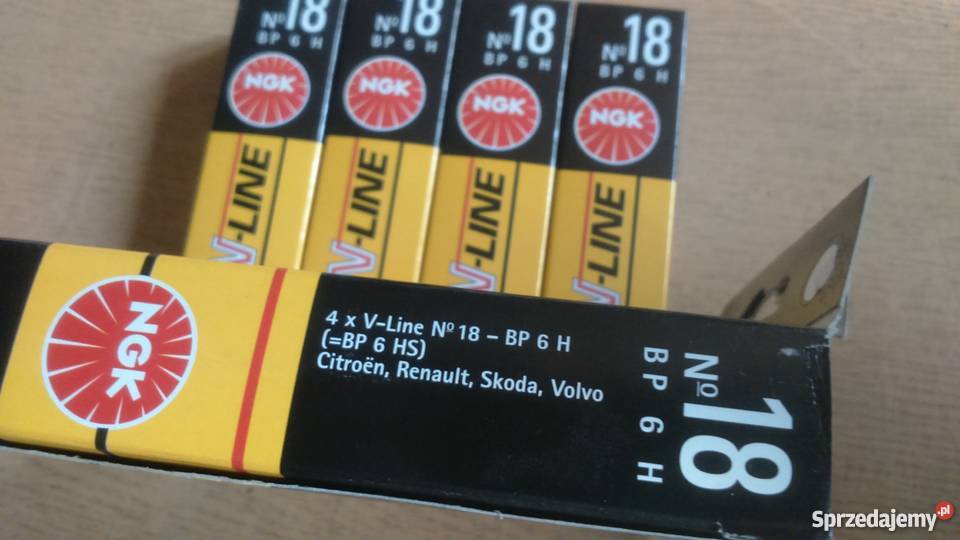 Nº18
BP 6 H
NGK
V-LINE
Nº18
BP 6 H
NGK
V-LINE
Nº18
BP 6 H
NGK
V-LINE
Nº18
BP 6 H
NGK
V-LINE
NGK
4 x V-Line Nº 18 – BP 6 H
(=BP 6 HS)
Citroën, Renault, Skoda, Volvo
Nº18
BP 6 H
Sprzedajemy.pl